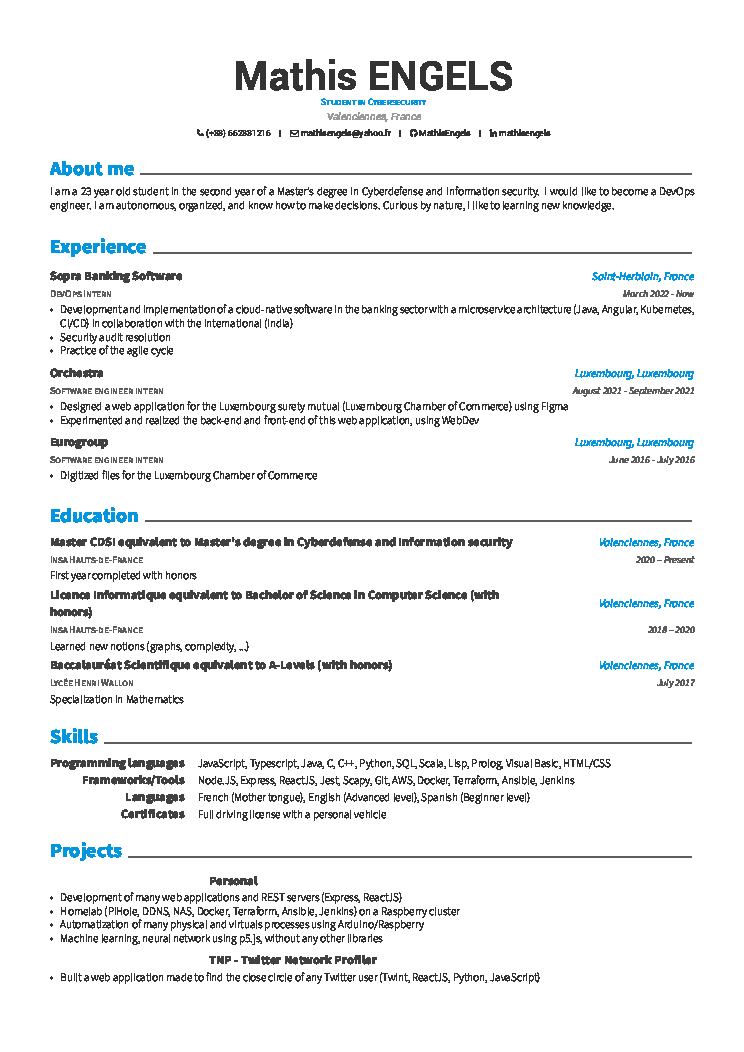 Mathis ENGELS
Student in Cybersecurity
Valenciennes, France
(+33) 662881216 | mathisengels@yahoo.fr | MathisEngels | mathisengels
About me
I am a 23 year old student in the second year of a Master's degree in Cyberdefense and Information security. I would like to become a DevOps
engineer. I am autonomous, organized, and know how to make decisions. Curious by nature, I like to learning new knowledge.
Experience
Sopra Banking Software Saint-Herblain, France
DevOps Intern March 2022 - Now
• Development and implementation of a cloud-native software in the banking sector with a microservice architecture (Java, Angular, Kubernetes,
CI/CD) in collaboration with the international (India)
• Security audit resolution
• Practice of the agile cycle
Orchestra Luxembourg, Luxembourg
Software engineer intern August 2021 - September 2021
• Designed a web application for the Luxembourg surety mutual (Luxembourg Chamber of Commerce) using Figma
• Experimented and realized the back-end and front-end of this web application, using WebDev
Eurogroup Luxembourg, Luxembourg
Software engineer intern June 2016 - July 2016
• Digitized files for the Luxembourg Chamber of Commerce
Education
Master CDSI equivalent to Master's degree in Cyberdefense and Information security Valenciennes, France
Insa Hauts-de-France 2020 – Present
First year completed with honors
Licence Informatique equivalent to Bachelor of Science in Computer Science (with
honors) Valenciennes, France
Insa Hauts-de-France 2018 – 2020
Learned new notions (graphs, complexity, ...)
Baccalauréat Scientifique equivalent to A-Levels (with honors) Valenciennes, France
Lycée Henri Wallon July 2017
Specialization in Mathematics
Skills
Programming languages JavaScript, Typescript, Java, C, C++, Python, SQL, Scala, Lisp, Prolog, Visual Basic, HTML/CSS
Frameworks/Tools Node.JS, Express, ReactJS, Jest, Scapy, Git, AWS, Docker, Terraform, Ansible, Jenkins
Languages French (Mother tongue), English (Advanced level), Spanish (Beginner level)
Certificates Full driving license with a personal vehicle
Projects
Personal
• Development of many web applications and REST servers (Express, ReactJS)
• Homelab (PiHole, DDNS, NAS, Docker, Terraform, Ansible, Jenkins) on a Raspberry cluster
• Automatization of many physical and virtuals processes using Arduino/Raspberry
• Machine learning, neural network using p5.js, without any other libraries
TNP - Twitter Network Profiler
• Built a web application made to find the close circle of any Twitter user (Twint, ReactJS, Python, JavaScript)